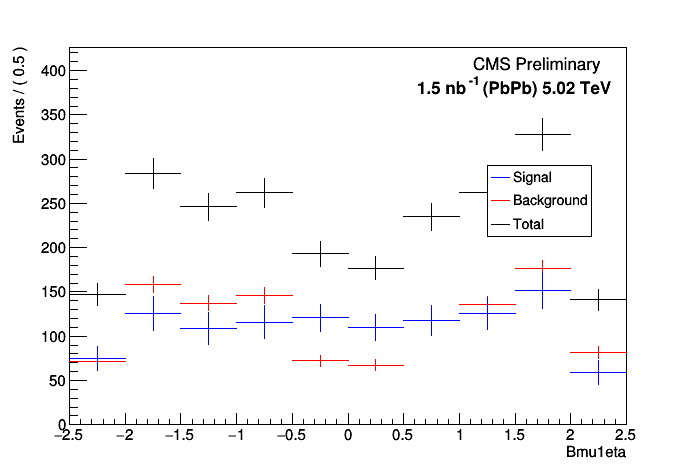 CMS Preliminary
1.5 nb⁻¹ (PbPb) 5.02 TeV
Events / ( 0.5 )
400
350
300
250
200
150
100
50
0
Signal
Background
Total
−2.5 −2 −1.5 −1 −0.5 0 0.5 1 1.5 2 2.5
Bmu1eta